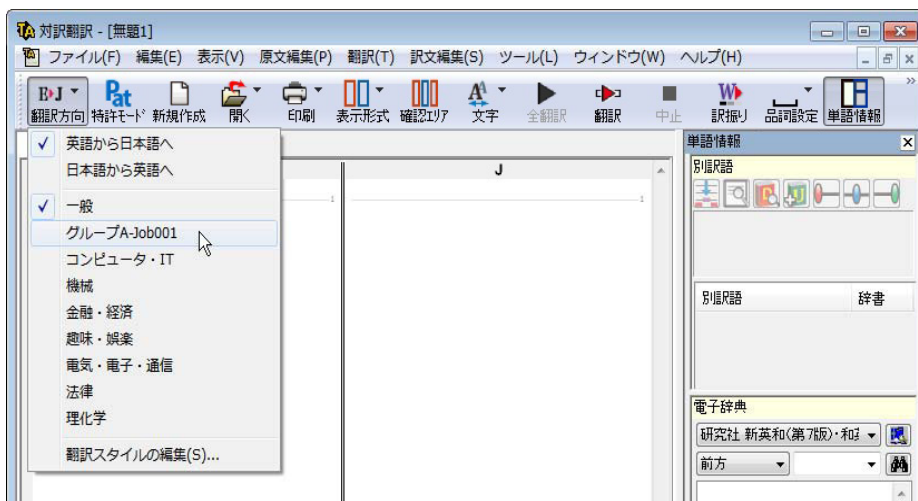 対訳翻訳 - [無題1]
ファイル(F) 編集(E) 表示(V) 原文編集(P) 翻訳(T) 訳文編集(S) ツール(L) ウィンドウ(W) ヘルプ(H)
E▸J Pat A W
翻訳方向 特許モード 新規作成 開く 印刷 表示形式 確認エリア 文字 全翻訳 翻訳 中止 訳振り 品詞設定 単語情報
✓ 英語から日本語へ
日本語から英語へ
✓ 一般
グループA-Job001
コンピュータ・IT
機械
金融・経済
趣味・娯楽
電気・電子・通信
法律
理化学
翻訳スタイルの編集(S)...
J
1 1
単語情報
別訳語
別訳語 辞書
電子辞典
研究社 新英和(第7版)・和英
前方